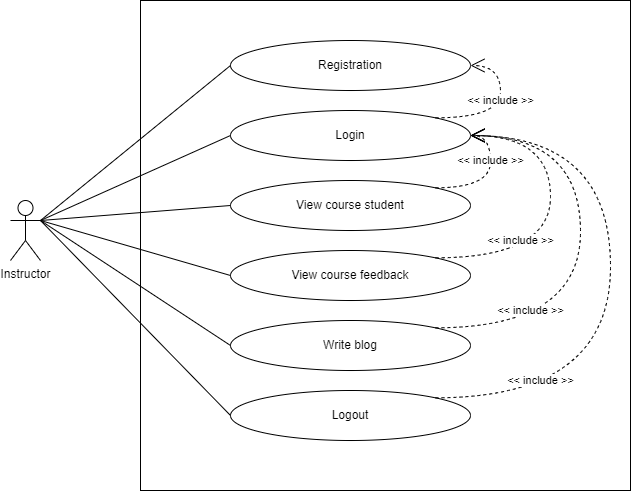 Registration
<< include >>
Login
<< include >>
View course student
<< include >>
Instructor
View course feedback
<< include >>
Write blog
<< include >>
Logout